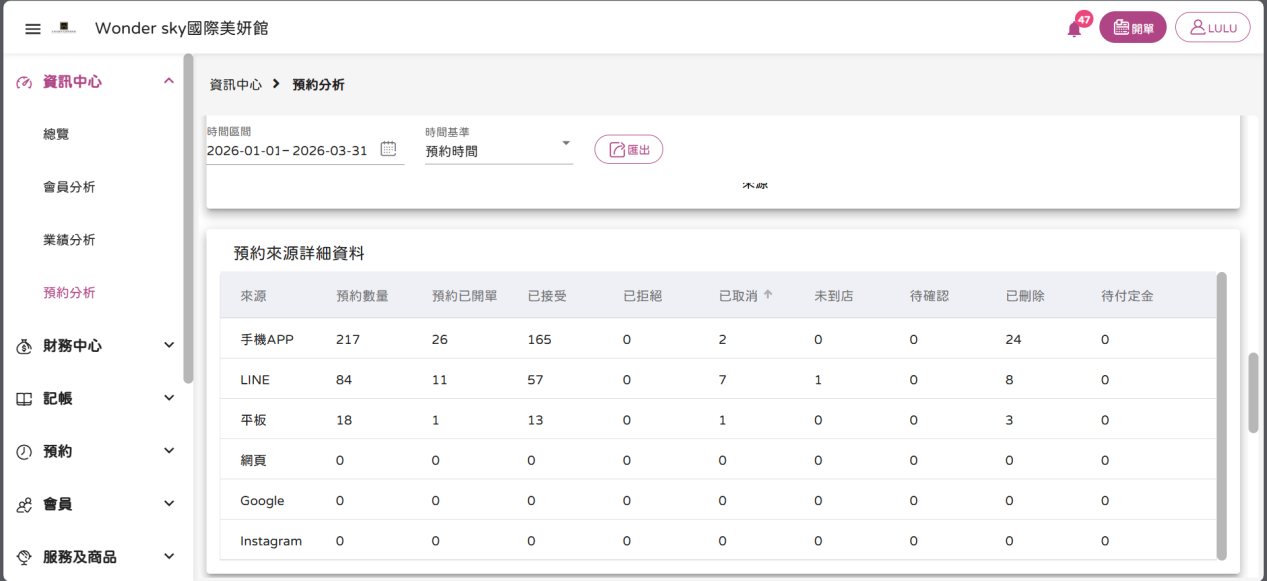 Wonder sky國際美妍館
47
開單
LULU
資訊中心
總覽
會員分析
業績分析
預約分析
財務中心
記帳
預約
會員
服務及商品
資訊中心 > 預約分析
時間區間
2026-01-01~2026-03-31
時間基準
預約時間
匯出
來源
預約來源詳細資料
來源 預約數量 預約已開單 已接受 已拒絕 已取消 ↑ 未到店 待確認 已刪除 待付定金
手機APP 217 26 165 0 2 0 0 24 0
LINE 84 11 57 0 7 1 0 8 0
平板 18 1 13 0 1 0 0 3 0
網頁 0 0 0 0 0 0 0 0 0
Google 0 0 0 0 0 0 0 0 0
Instagram 0 0 0 0 0 0 0 0 0